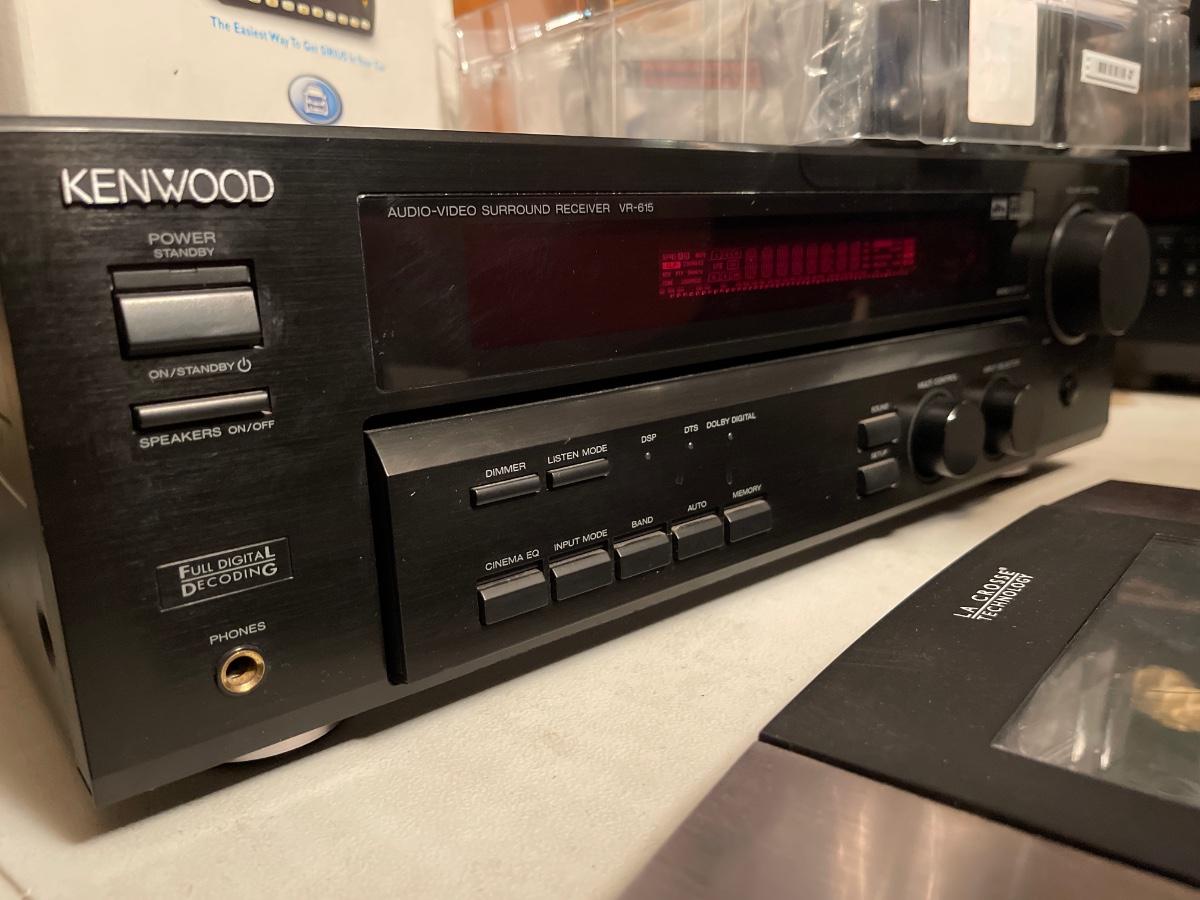 The Easiest Way To Get SIRIUS In Your Car
KENWOOD
AUDIO-VIDEO SURROUND RECEIVER VR-615
POWER
STANDBY
ON/STANDBY
SPEAKERS ON/OFF
DIMMER
LISTEN MODE
DSP
DTS
DOLBY DIGITAL
SOUND
SETUP
MULTI CONTROL
CINEMA EQ
INPUT MODE
BAND
AUTO
MEMORY
FULL DIGITAL
DECODING
PHONES
LA CROSSE
TECHNOLOGY